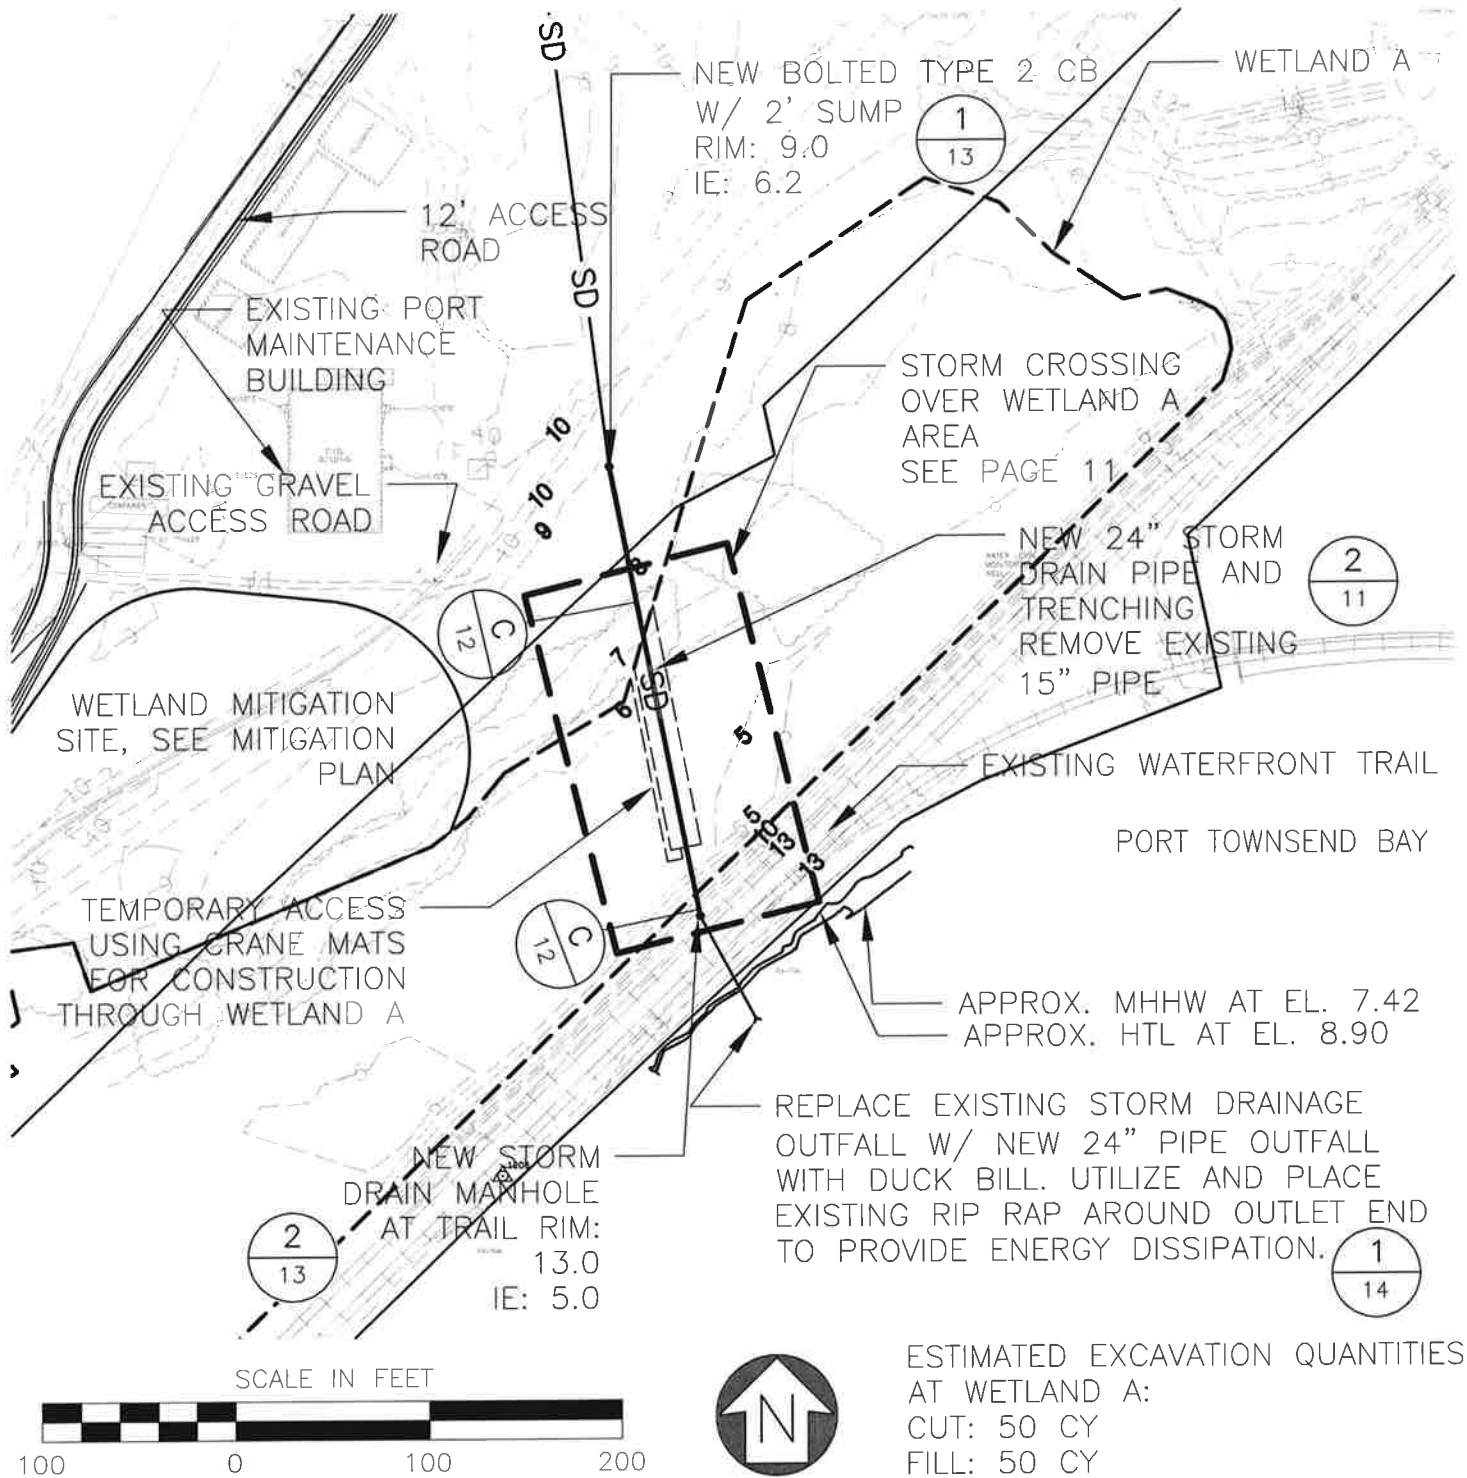 SD
NEW BOLTED TYPE 2 CB
W/ 2' SUMP
RIM: 9.0
IE: 6.2
1
13
WETLAND A
12' ACCESS
ROAD
SD
EXISTING PORT
MAINTENANCE
BUILDING
STORM CROSSING
OVER WETLAND A
AREA
SEE PAGE 11
10
10
9
8
EXISTING GRAVEL
ACCESS ROAD
NEW 24" STORM
DRAIN PIPE AND
TRENCHING
REMOVE EXISTING
15" PIPE
2
11
C
12
7
6
SD
5
WETLAND MITIGATION
SITE, SEE MITIGATION
PLAN
EXISTING WATERFRONT TRAIL
5
10
13
13
PORT TOWNSEND BAY
TEMPORARY ACCESS
USING CRANE MATS
FOR CONSTRUCTION
THROUGH WETLAND A
C
12
APPROX. MHHW AT EL. 7.42
APPROX. HTL AT EL. 8.90
REPLACE EXISTING STORM DRAINAGE
OUTFALL W/ NEW 24" PIPE OUTFALL
WITH DUCK BILL. UTILIZE AND PLACE
EXISTING RIP RAP AROUND OUTLET END
TO PROVIDE ENERGY DISSIPATION.
1
14
NEW STORM
DRAIN MANHOLE
AT TRAIL RIM:
13.0
IE: 5.0
2
13
SCALE IN FEET
100 0 100 200
N
ESTIMATED EXCAVATION QUANTITIES
AT WETLAND A:
CUT: 50 CY
FILL: 50 CY